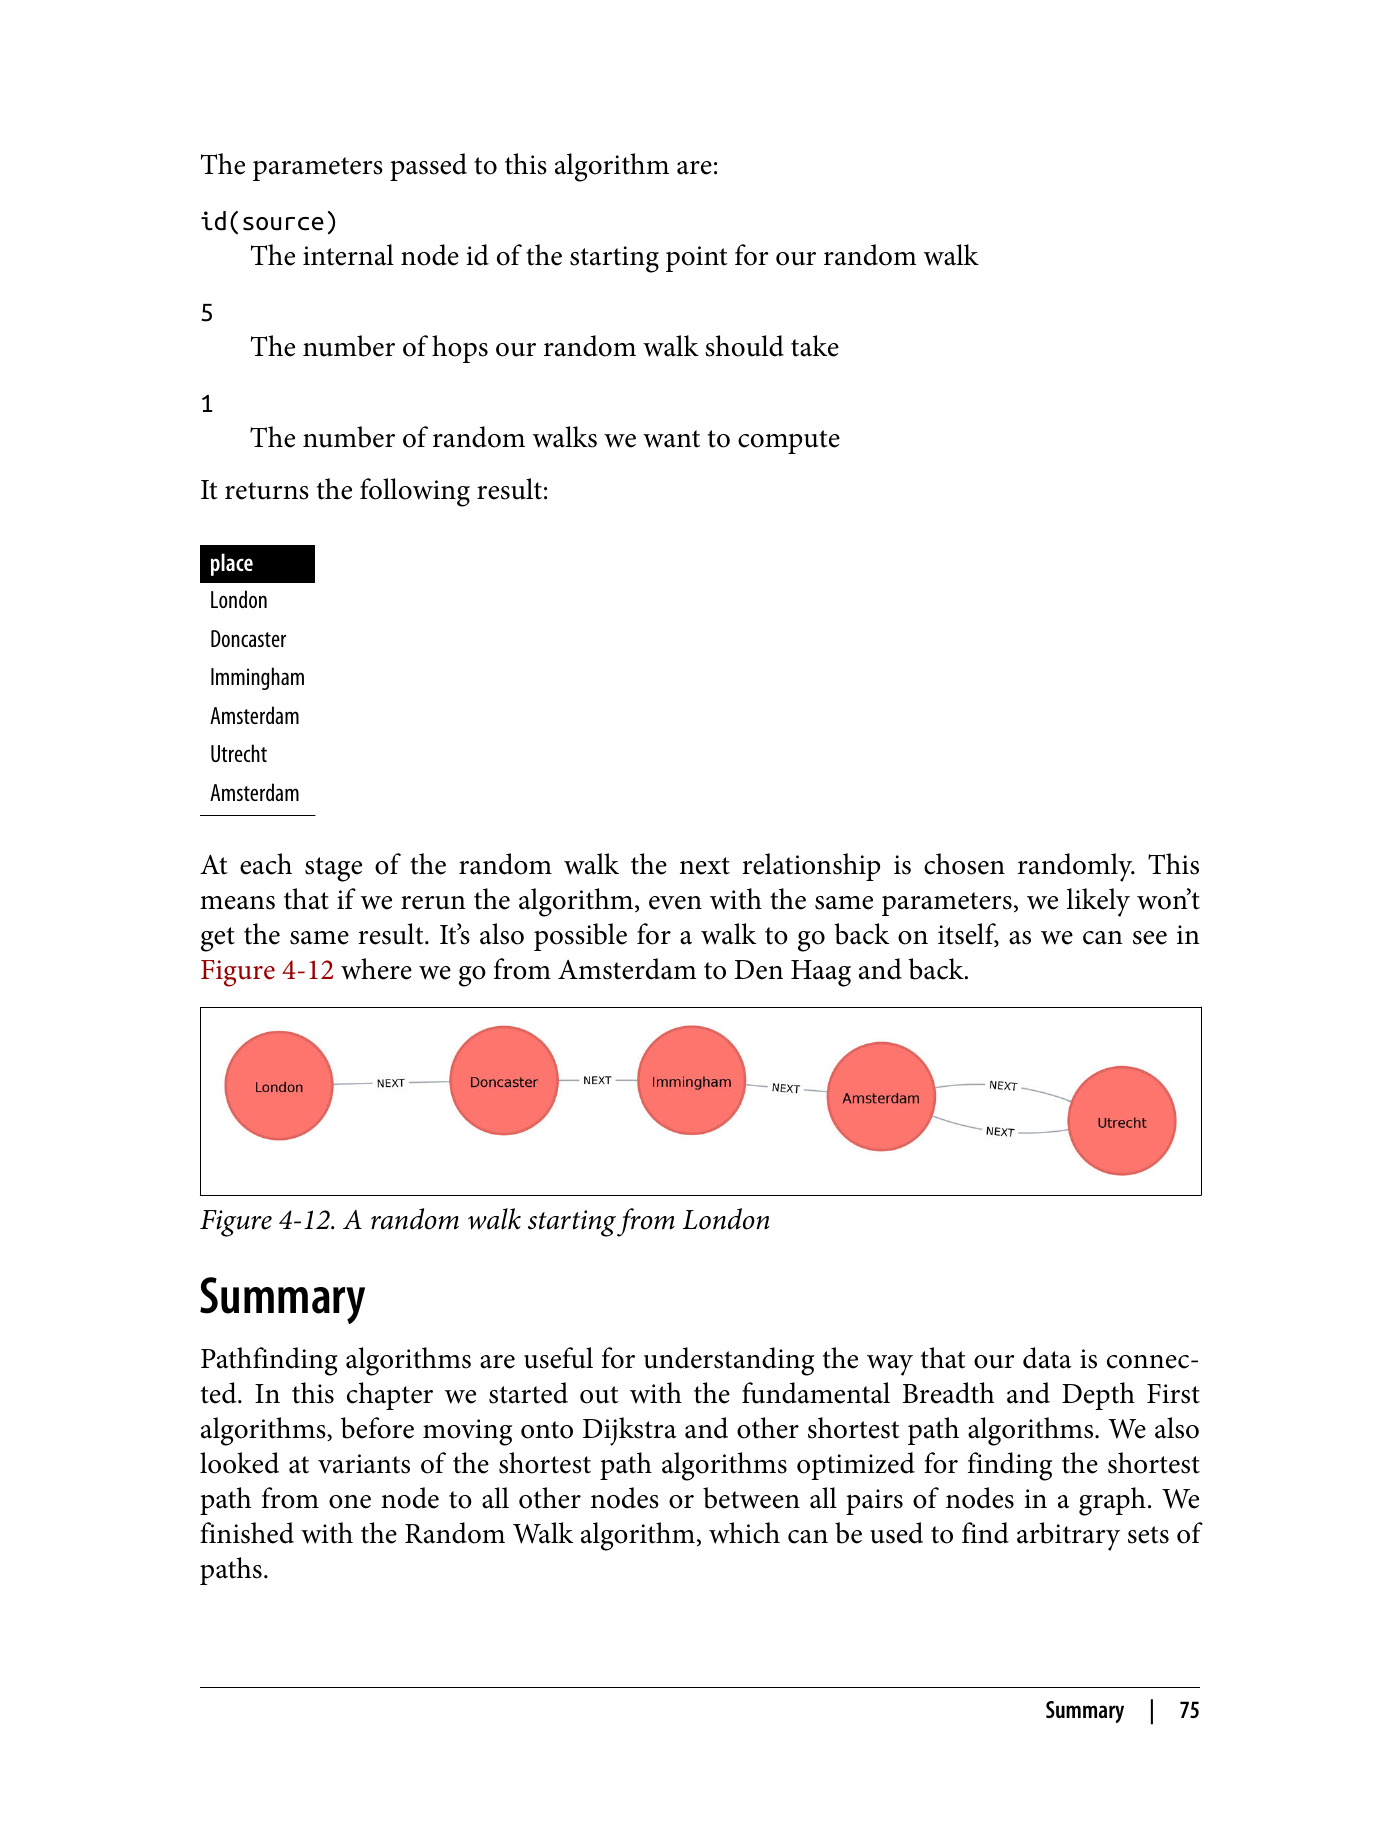 The parameters passed to this algorithm are:
id(source)
The internal node id of the starting point for our random walk
5
The number of hops our random walk should take
1
The number of random walks we want to compute
It returns the following result:
place
London
Doncaster
Immingham
Amsterdam
Utrecht
Amsterdam
At each stage of the random walk the next relationship is chosen randomly. This
means that if we rerun the algorithm, even with the same parameters, we likely won’t
get the same result. It’s also possible for a walk to go back on itself, as we can see in
Figure 4-12 where we go from Amsterdam to Den Haag and back.
London NEXT Doncaster NEXT Immingham NEXT Amsterdam NEXT NEXT Utrecht
Figure 4-12. A random walk starting from London
Summary
Pathfinding algorithms are useful for understanding the way that our data is connec-
ted. In this chapter we started out with the fundamental Breadth and Depth First
algorithms, before moving onto Dijkstra and other shortest path algorithms. We also
looked at variants of the shortest path algorithms optimized for finding the shortest
path from one node to all other nodes or between all pairs of nodes in a graph. We
finished with the Random Walk algorithm, which can be used to find arbitrary sets of
paths.
Summary | 75